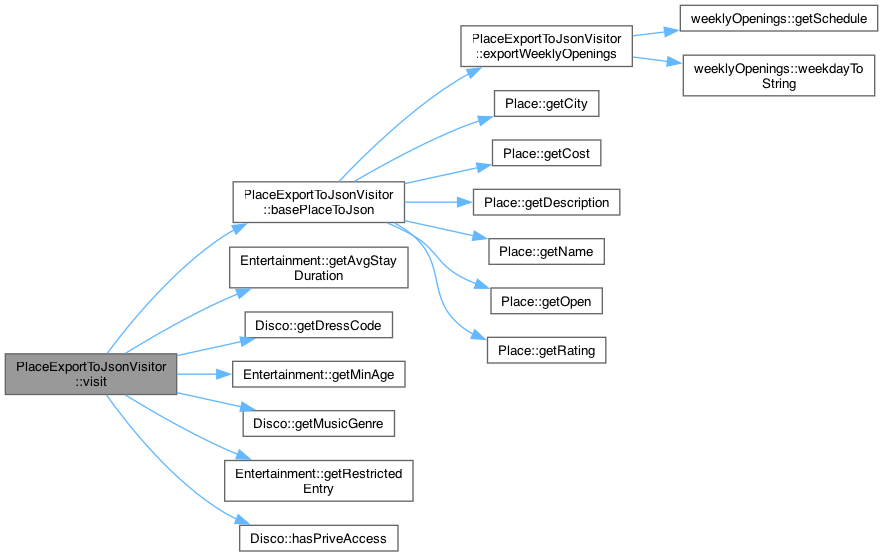 PlaceExportToJsonVisitor
::visit
PlaceExportToJsonVisitor
::basePlaceToJson
PlaceExportToJsonVisitor
::exportWeeklyOpenings
weeklyOpenings::getSchedule
weeklyOpenings::weekdayTo
String
Place::getCity
Place::getCost
Place::getDescription
Place::getName
Place::getOpen
Place::getRating
Entertainment::getAvgStay
Duration
Disco::getDressCode
Entertainment::getMinAge
Disco::getMusicGenre
Entertainment::getRestricted
Entry
Disco::hasPriveAccess